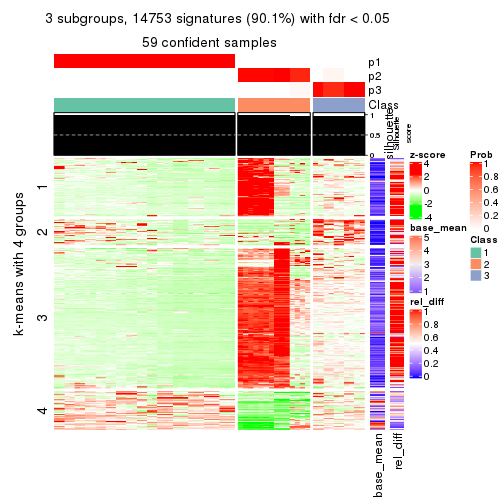 3 subgroups, 14753 signatures (90.1%) with fdr < 0.05
59 confident samples
p1
p2
p3
Class
1
0.5
0
silhouette
Silhouette
score
k-means with 4 groups
1
2
3
4
base_mean
rel_diff
z-score
4
2
0
-2
-4
base_mean
5
4
3
2
1
rel_diff
1
0.8
0.6
0.4
0.2
0
Prob
1
0.8
0.6
0.4
0.2
0
Class
1
2
3